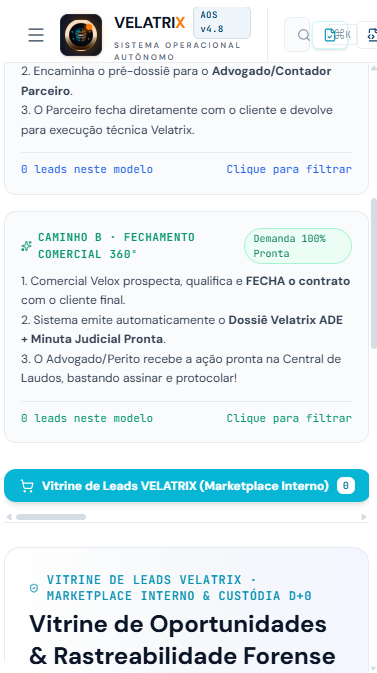 VELATRIX
AOS
v4.8
SISTEMA OPERACIONAL
AUTÔNOMO
⌘K
2. Encaminha o pré-dossiê para o Advogado/Contador
Parceiro.
3. O Parceiro fecha diretamente com o cliente e devolve
para execução técnica Velatrix.
0 leads neste modelo
Clique para filtrar
CAMINHO B · FECHAMENTO
COMERCIAL 360°
Demanda 100%
Pronta
1. Comercial Velox prospecta, qualifica e FECHA o contrato
com o cliente final.
2. Sistema emite automaticamente o Dossiê Velatrix ADE
+ Minuta Judicial Pronta.
3. O Advogado/Perito recebe a ação pronta na Central de
Laudos, bastando assinar e protocolar!
0 leads neste modelo
Clique para filtrar
Vitrine de Leads VELATRIX (Marketplace Interno) 0
VITRINE DE LEADS VELATRIX ·
MARKETPLACE INTERNO & CUSTÓDIA D+0
Vitrine de Oportunidades
& Rastreabilidade Forense